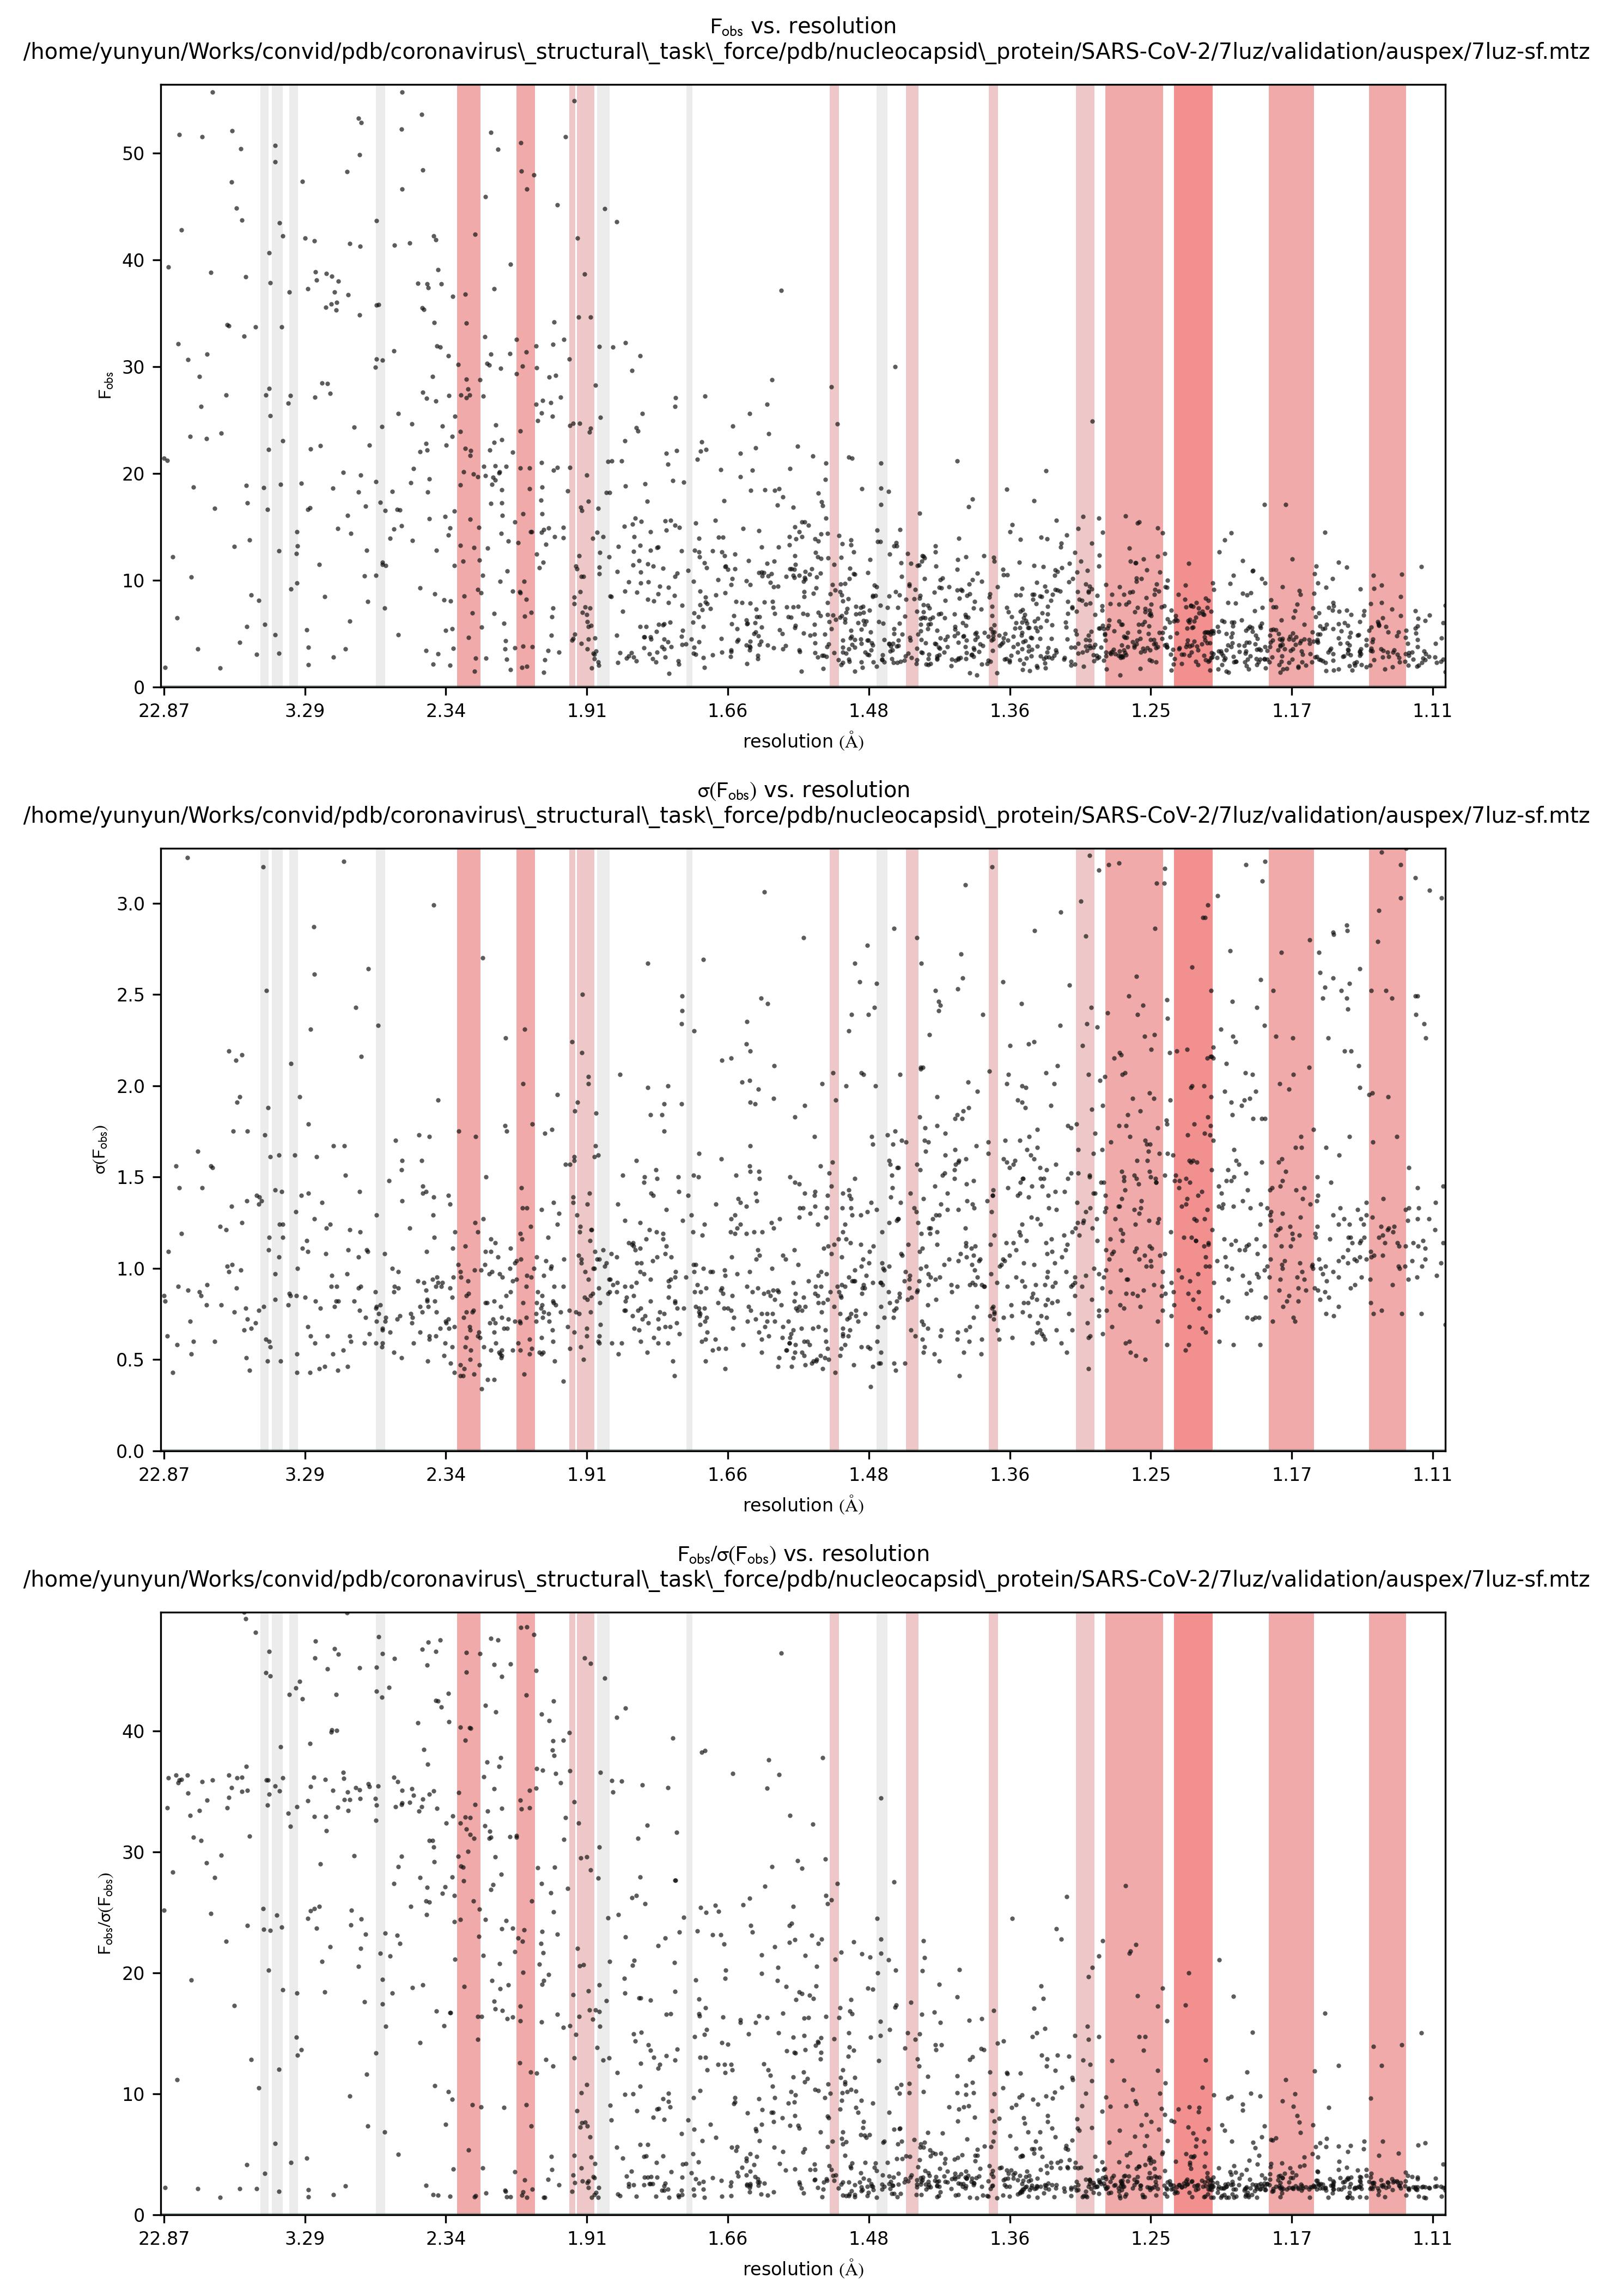 Fobs vs. resolution
/home/yunyun/Works/convid/pdb/coronavirus\_structural\_task\_force/pdb/nucleocapsid\_protein/SARS-CoV-2/7luz/validation/auspex/7luz-sf.mtz
50
40
30
20
10
0
Fobs
22.87 3.29 2.34 1.91 1.66 1.48 1.36 1.25 1.17 1.11
resolution (Å)
σ(Fobs) vs. resolution
/home/yunyun/Works/convid/pdb/coronavirus\_structural\_task\_force/pdb/nucleocapsid\_protein/SARS-CoV-2/7luz/validation/auspex/7luz-sf.mtz
3.0
2.5
2.0
1.5
1.0
0.5
0.0
σ(Fobs)
22.87 3.29 2.34 1.91 1.66 1.48 1.36 1.25 1.17 1.11
resolution (Å)
Fobs/σ(Fobs) vs. resolution
/home/yunyun/Works/convid/pdb/coronavirus\_structural\_task\_force/pdb/nucleocapsid\_protein/SARS-CoV-2/7luz/validation/auspex/7luz-sf.mtz
40
30
20
10
0
Fobs/σ(Fobs)
22.87 3.29 2.34 1.91 1.66 1.48 1.36 1.25 1.17 1.11
resolution (Å)